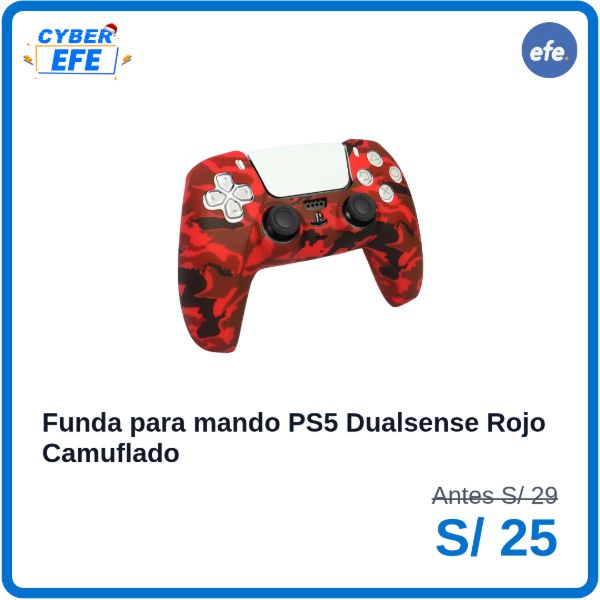 CYBER
EFE
efe.
Funda para mando PS5 Dualsense Rojo
Camuflado
Antes S/ 29
S/ 25